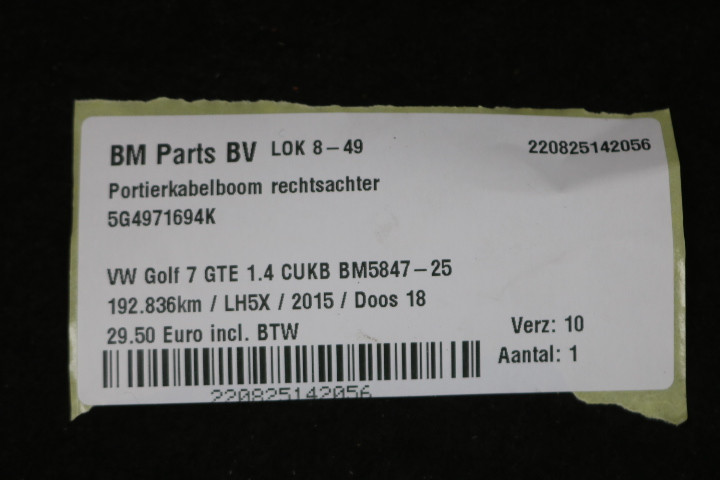 BM Parts BV LOK 8-49 220825142056
Portierkabelboom rechtsachter
5G4971694K
VW Golf 7 GTE 1.4 CUKB BM5847-25
192.836km / LH5X / 2015 / Doos 18
29.50 Euro incl. BTW Verz: 10
Aantal: 1
220825142056